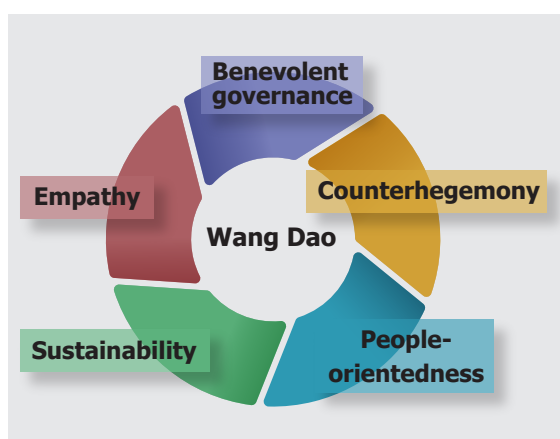 Benevolent
governance
Empathy
Counterhegemony
Wang Dao
Sustainability
People-
orientedness